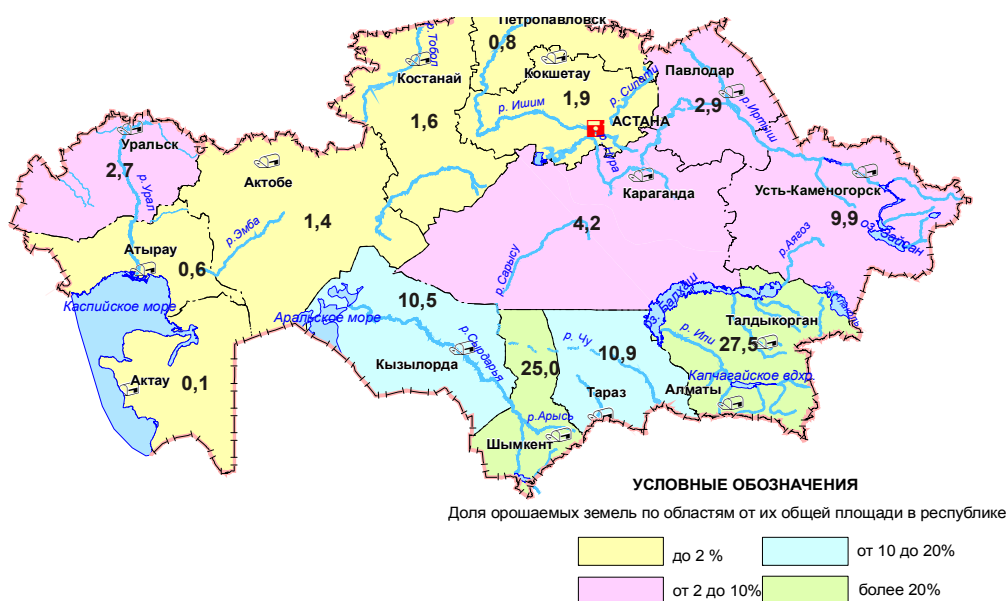 Петропавловск
0,8
р.Тобол
Костанай
Кокшетау
1,9
р. Силети
р. Ишим
АСТАНА
Павлодар
2,9
р.Иртыш
1,6
Уральск
2,7
р.Урал
Актобе
1,4
р.Эмба
р. Нура
Караганда
4,2
р.Сарысу
Усть-Каменогорск
9,9
р.Аягоз
Атырау
0,6
Каспийское море
Актау
0,1
Аральское море
10,5
р.Сырдарья
Кызылорда
оз. Балхаш
р. Чу
10,9
25,0
Тараз
р.Арысь
Шымкент
Талдыкорган
р. Или
27,5
Капчагайское вдхр.
Алматы
УСЛОВНЫЕ ОБОЗНАЧЕНИЯ
Доля орошаемых земель по областям от их общей площади в республике
до 2 %
от 10 до 20%
от 2 до 10%
более 20%